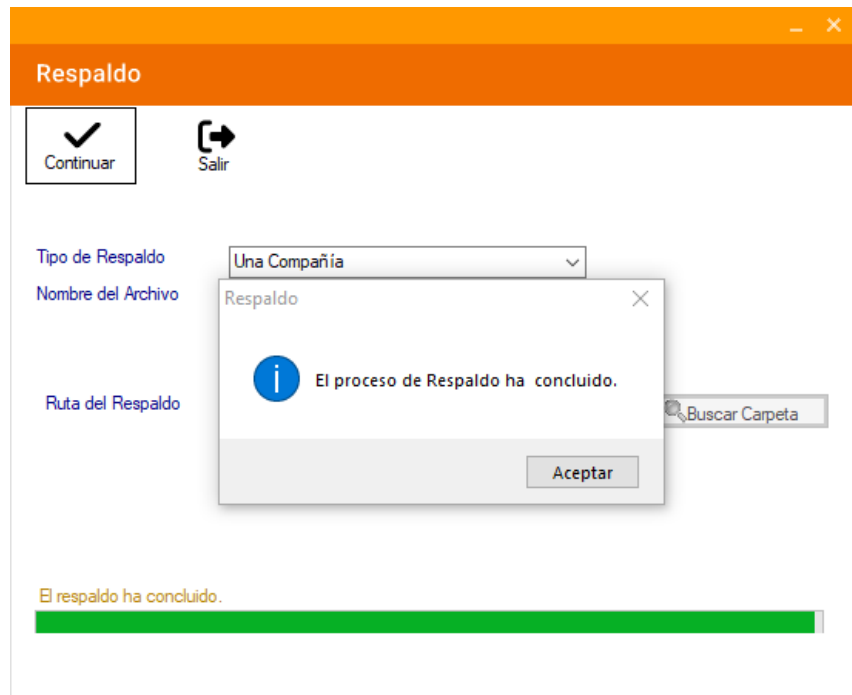 Respaldo
Continuar
Salir
Tipo de Respaldo
Una Compañía
Nombre del Archivo
Respaldo
El proceso de Respaldo ha concluido.
Ruta del Respaldo
Buscar Carpeta
Aceptar
El respaldo ha concluido.